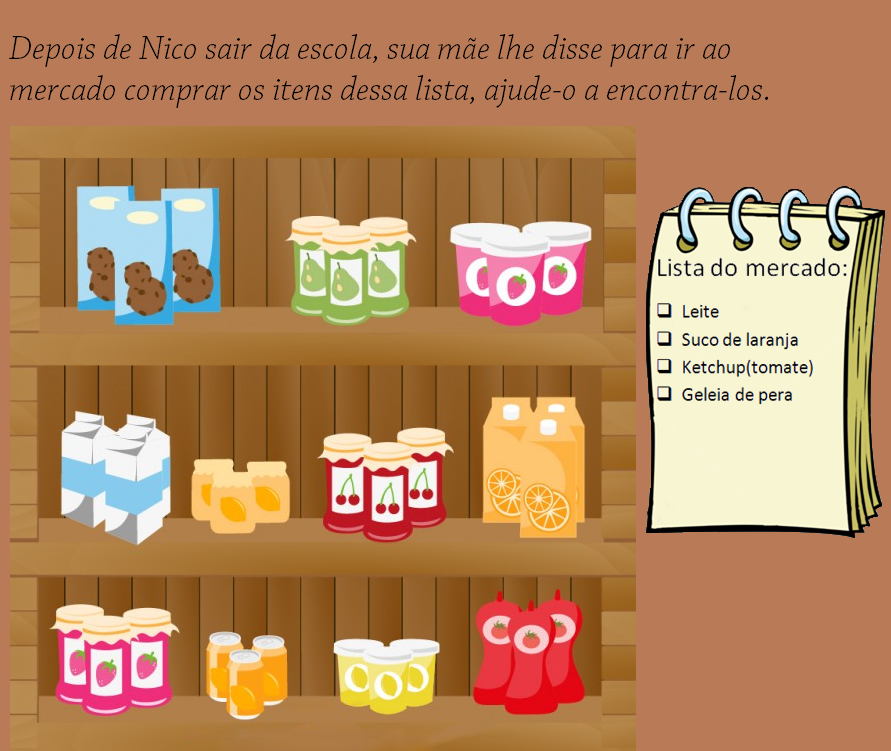 Depois de Nico sair da escola, sua mãe lhe disse para ir ao
mercado comprar os itens dessa lista, ajude-o a encontra-los.
Lista do mercado:
❑ Leite
❑ Suco de laranja
❑ Ketchup(tomate)
❑ Geleia de pera